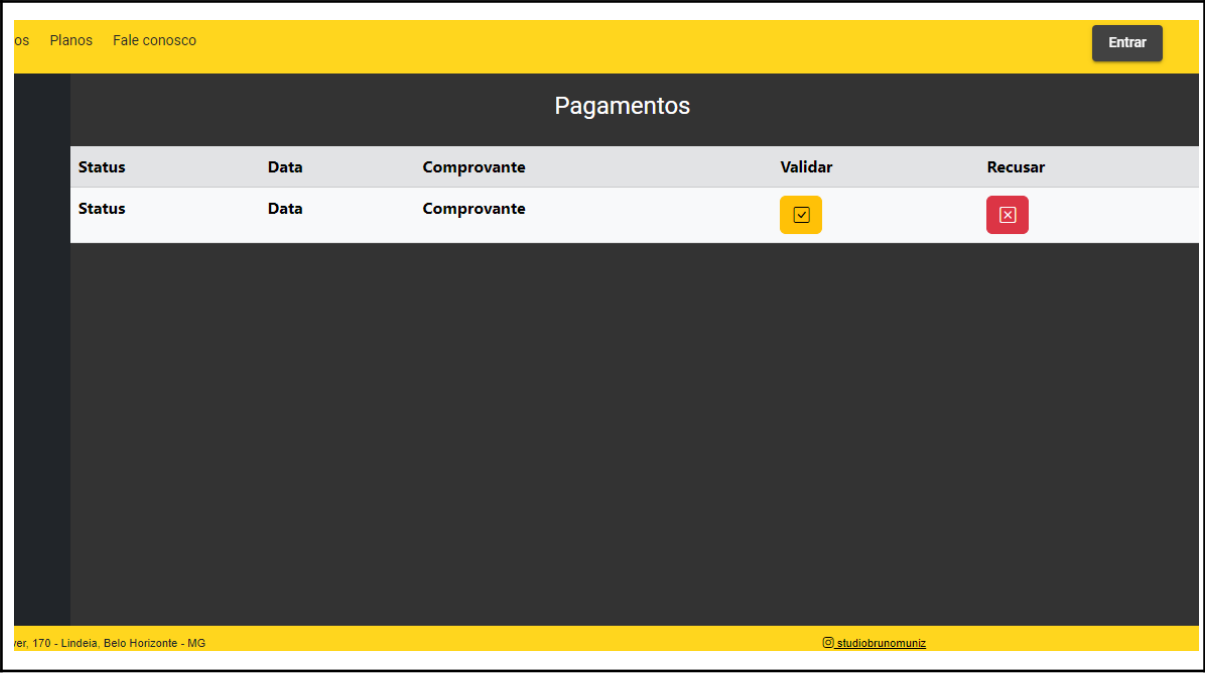 os Planos Fale conosco Entrar
Pagamentos
Status Data Comprovante Validar Recusar
Status Data Comprovante
170 - Lindeia, Belo Horizonte - MG studiobrunomuniz